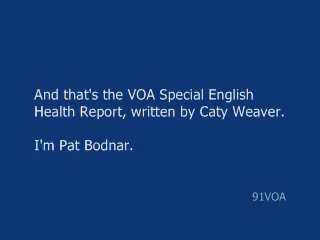 And that's the VOA Special English
Health Report, written by Caty Weaver.
I'm Pat Bodnar.
91VOA